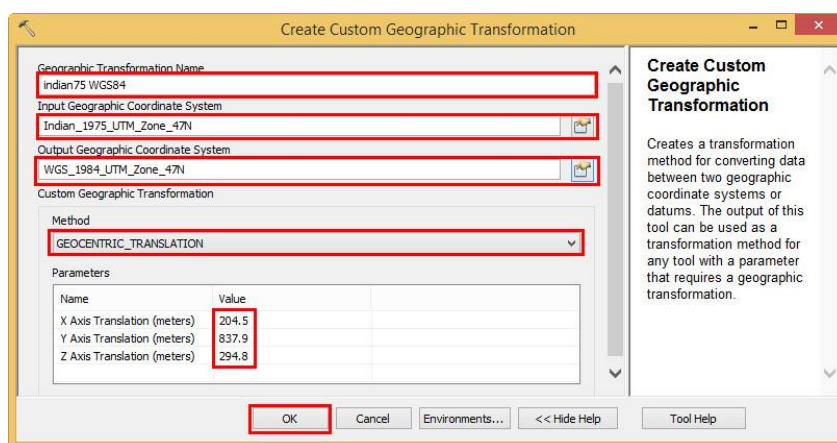 Create Custom Geographic Transformation
Geographic Transformation Name
indian75 WGS84
Input Geographic Coordinate System
Indian_1975_UTM_Zone_47N
Output Geographic Coordinate System
WGS_1984_UTM_Zone_47N
Custom Geographic Transformation
Method
GEOCENTRIC_TRANSLATION
Parameters
Name Value
X Axis Translation (meters) 204.5
Y Axis Translation (meters) 837.9
Z Axis Translation (meters) 294.8
OK Cancel Environments... << Hide Help Tool Help
Create Custom
Geographic
Transformation
Creates a transformation
method for converting data
between two geographic
coordinate systems or
datums. The output of this
tool can be used as a
transformation method for
any tool with a parameter
that requires a geographic
transformation.